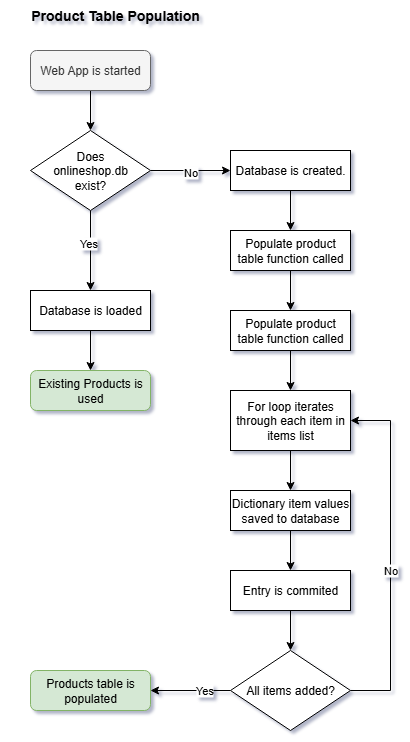 Product Table Population
Web App is started
Does
onlineshop.db
exist?
No
Database is created.
Yes
Populate product
table function called
Database is loaded
Populate product
table function called
Existing Products is
used
For loop iterates
through each item in
items list
Dictionary item values
saved to database
No
Entry is commited
All items added?
Yes
Products table is
populated